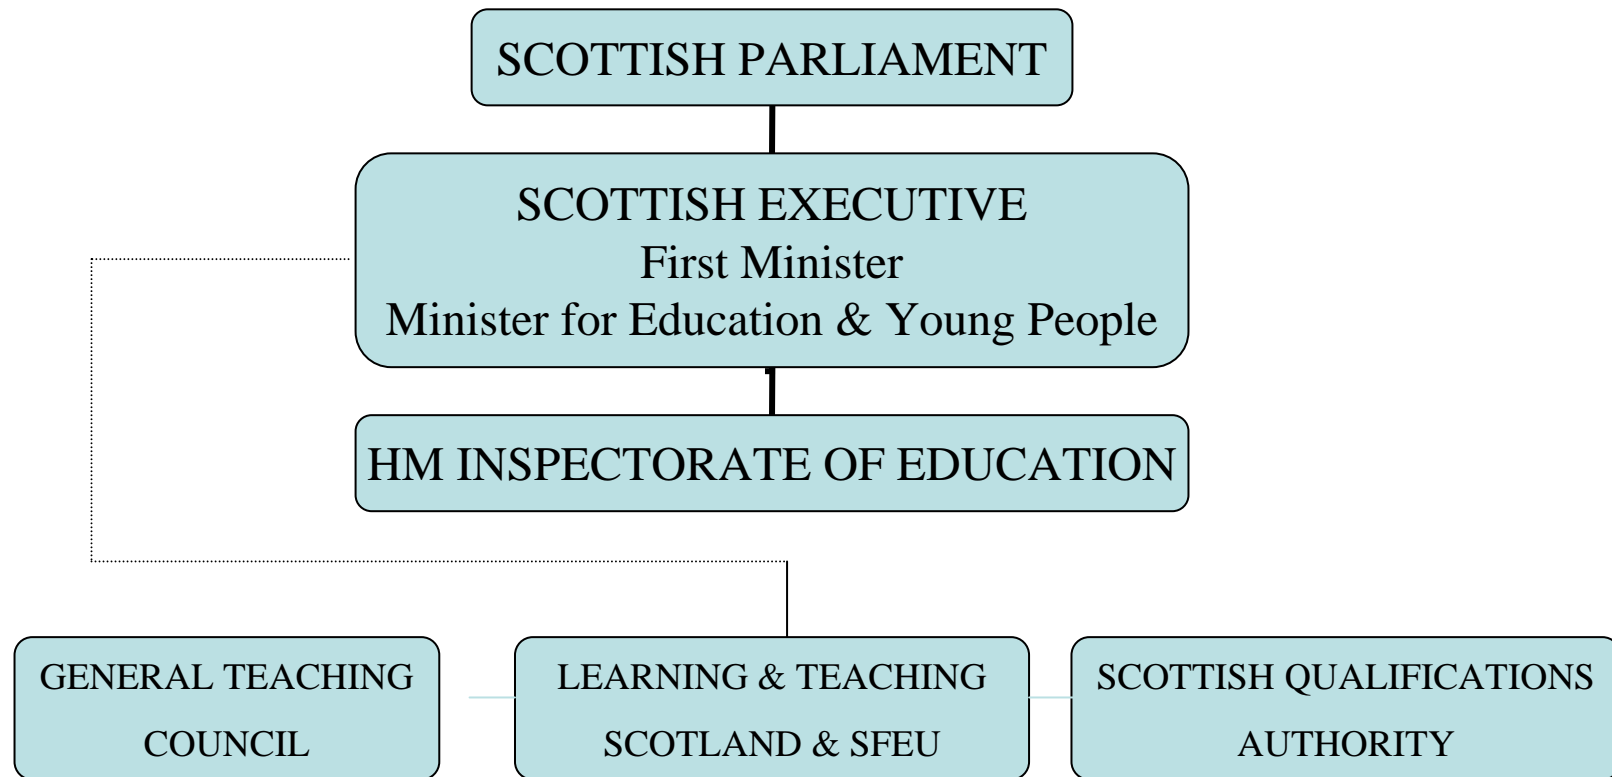 SCOTTISH PARLIAMENT
SCOTTISH EXECUTIVE
First Minister
Minister for Education & Young People
HM INSPECTORATE OF EDUCATION
GENERAL TEACHING
COUNCIL
LEARNING & TEACHING
SCOTLAND & SFEU
SCOTTISH QUALIFICATIONS
AUTHORITY